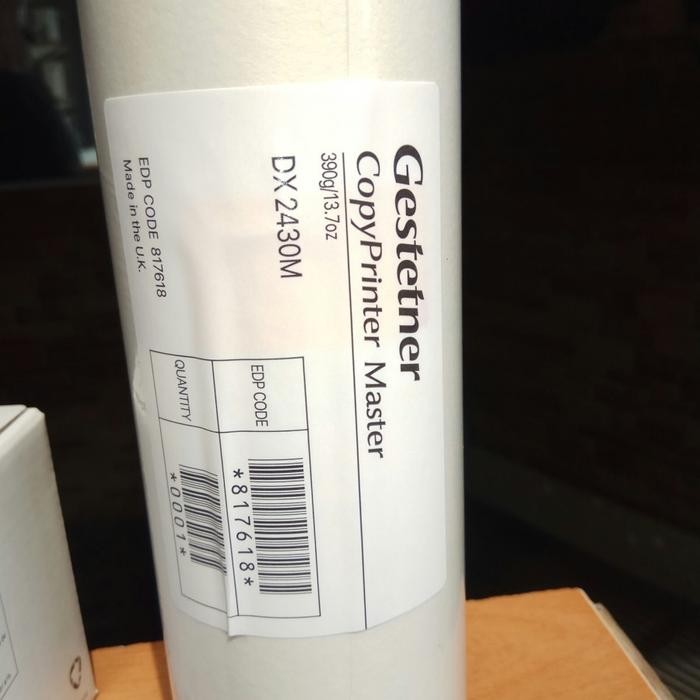 Gestetner
CopyPrinter Master
390g/13.7oz
DX 2430M
EDP CODE
*817618*
QUANTITY
*0001*
EDP CODE 817618
Made in the U.K.